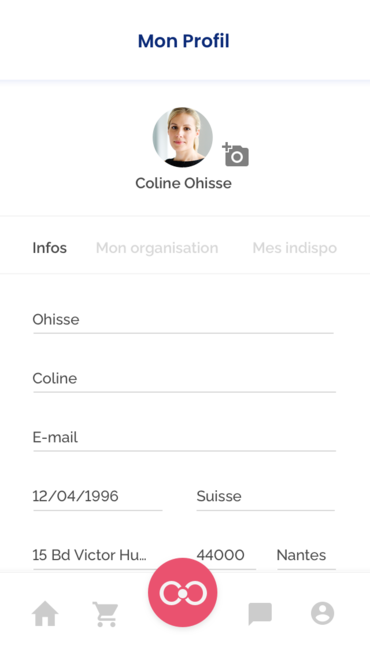 Mon Profil
Coline Ohisse
Infos Mon organisation Mes indispo
Ohisse
Coline
E-mail
12/04/1996 Suisse
15 Bd Victor Hu... 44000 Nantes